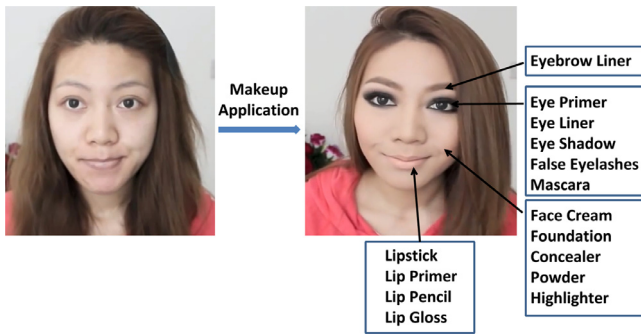 Makeup
Application
Eyebrow Liner
Eye Primer
Eye Liner
Eye Shadow
False Eyelashes
Mascara
Face Cream
Foundation
Concealer
Powder
Highlighter
Lipstick
Lip Primer
Lip Pencil
Lip Gloss